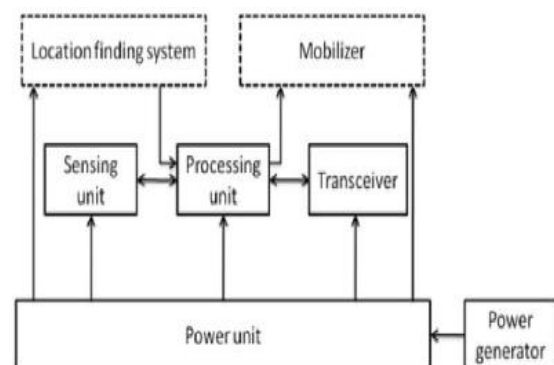 Location finding system
Mobilizer
Sensing
unit
Processing
unit
Transceiver
Power unit
Power
generator